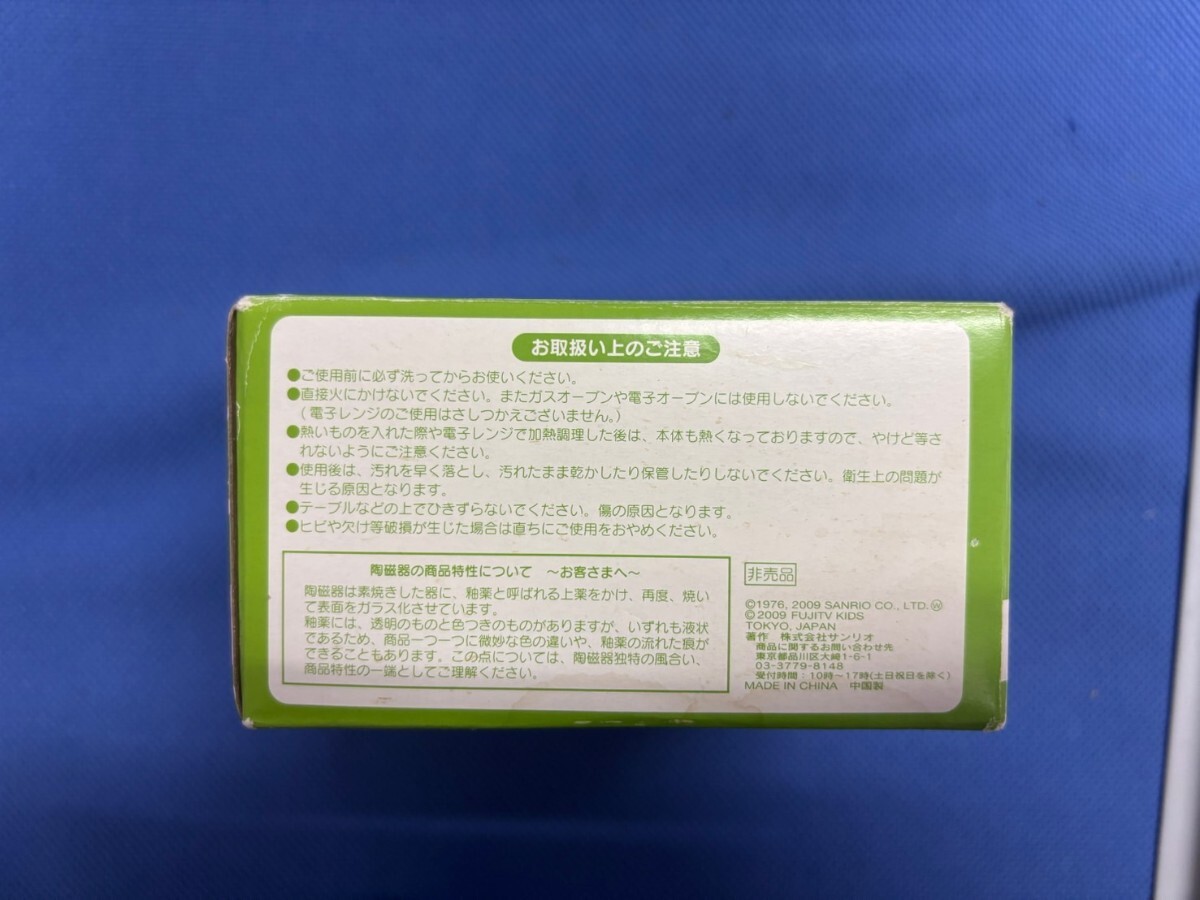 お取扱い上のご注意
●ご使用前に必ず洗ってからお使いください。
●直接火にかけないでください。またガスオーブンや電子オーブンには使用しないでください。
(電子レンジのご使用はさしつかえございません。)
●熱いものを入れた際や電子レンジで加熱調理した後は、本体も熱くなっておりますので、やけど等さ
れないようにご注意ください。
●使用後は、汚れを早く落とし、汚れたまま乾かしたり保管したりしないでください。衛生上の問題が
生じる原因となります。
●テーブルなどの上でひきずらないでください。傷の原因となります。
●ヒビや欠け等破損が生じた場合は直ちにご使用をおやめください。
陶磁器の商品特性について ～お客さまへ～
陶磁器は素焼きした器に、釉薬と呼ばれる上薬をかけ、再度、焼い
て表面をガラス化させています。
釉薬には、透明のものと色つきのものがありますが、いずれも液状
であるため、商品一つ一つに微妙な色の違いや、釉薬の流れた痕が
できることもあります。この点については、陶磁器独特の風合い、
商品特性の一端としてご理解ください。
非売品
©1976, 2009 SANRIO CO., LTD. Ⓦ
©2009 FUJITV KIDS
TOKYO, JAPAN
著作 株式会社サンリオ
商品に関するお問い合わせ先
東京都品川区大崎1-6-1
03-3779-8148
受付時間：10時～17時(土日祝日を除く)
MADE IN CHINA 中国製